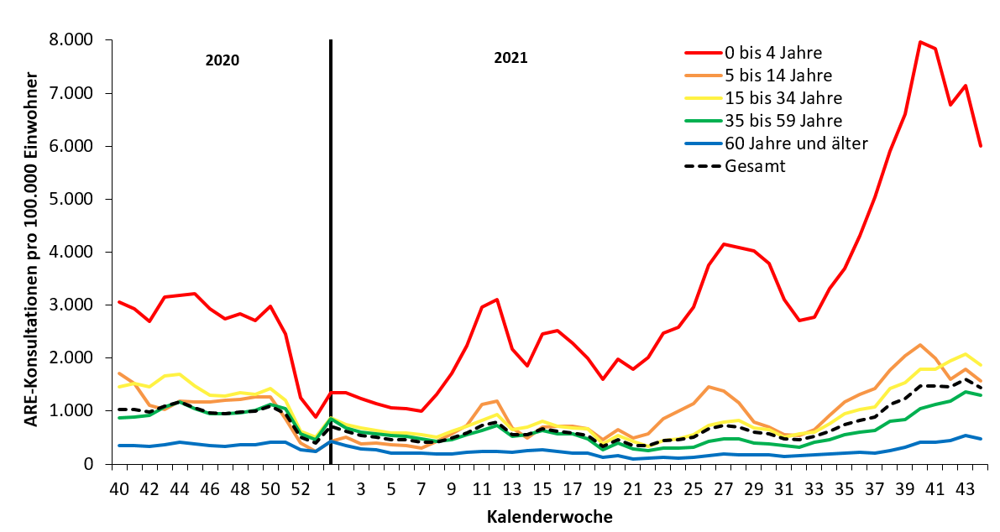 ARE-Konsultationen pro 100.000 Einwohner
8.000
7.000
6.000
5.000
4.000
3.000
2.000
1.000
0
2020
2021
0 bis 4 Jahre
5 bis 14 Jahre
15 bis 34 Jahre
35 bis 59 Jahre
60 Jahre und älter
Gesamt
40 42 44 46 48 50 52 1 3 5 7 9 11 13 15 17 19 21 23 25 27 29 31 33 35 37 39 41 43
Kalenderwoche